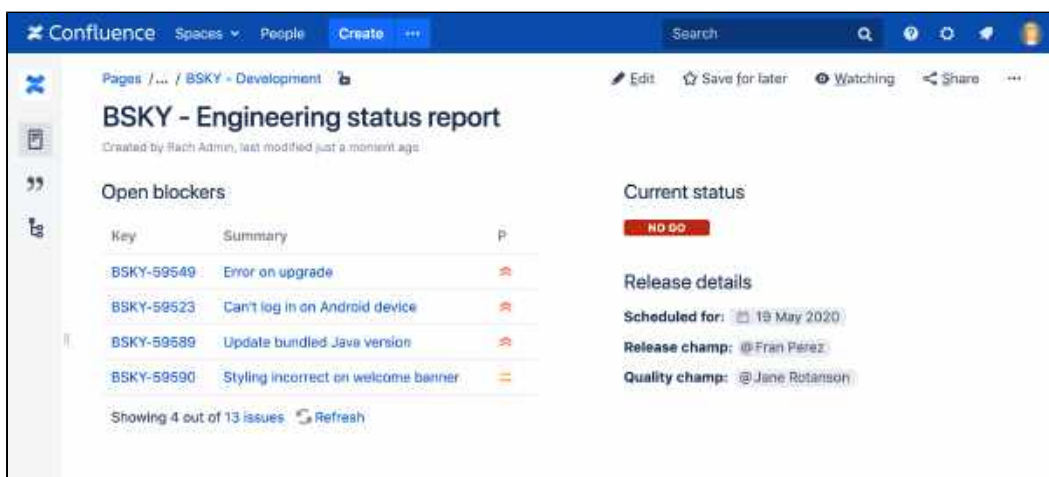 Confluence Spaces People Create ... Search
Pages /... / BSKY - Development
Edit Save for later Watching Share ...
BSKY - Engineering status report
Created by Rach Admin, last modified just a moment ago
Open blockers
Key Summary P
BSKY-59549 Error on upgrade
BSKY-59523 Can't log in on Android device
BSKY-59589 Update bundled Java version
BSKY-59590 Styling incorrect on welcome banner
Showing 4 out of 13 issues Refresh
Current status
NO GO
Release details
Scheduled for: 19 May 2020
Release champ: @Fran Perez
Quality champ: @Jane Rotanson